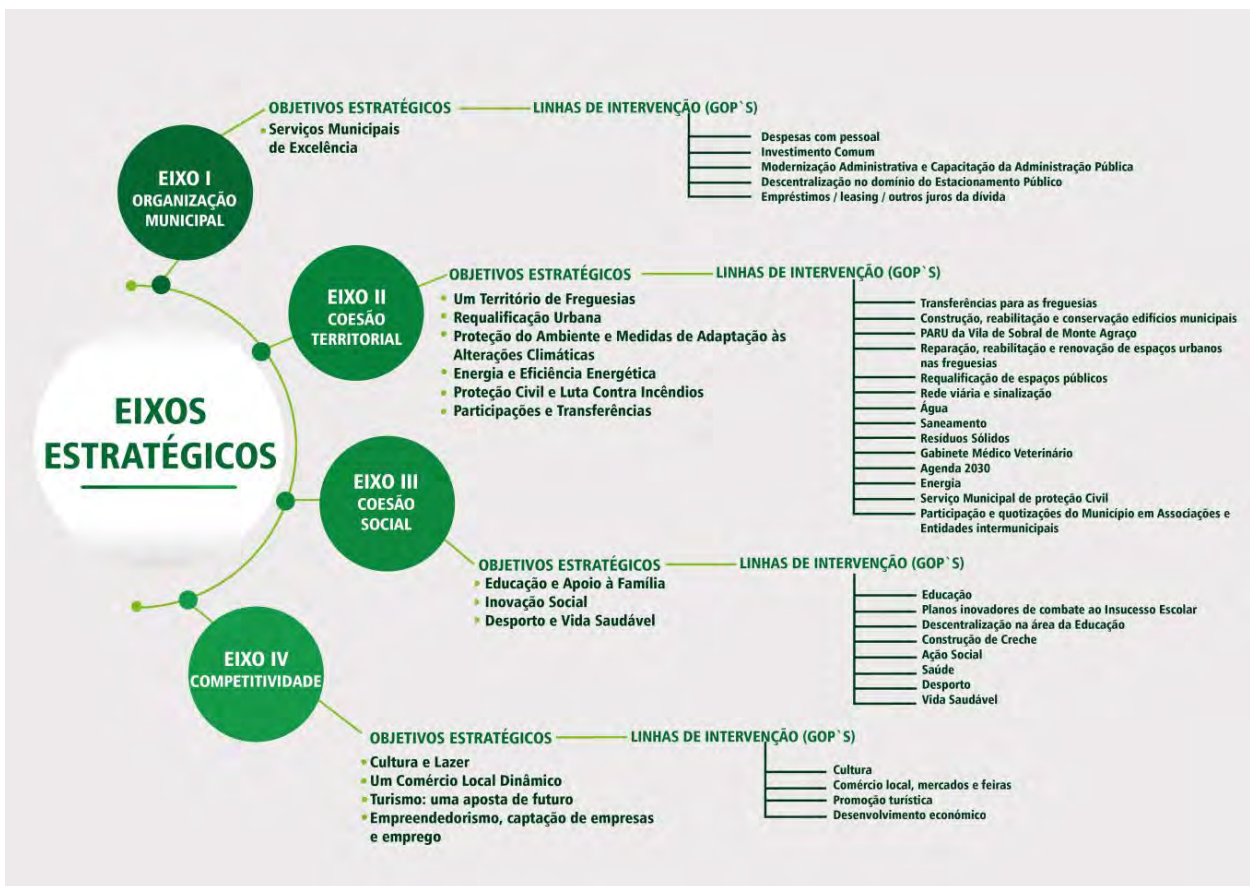 EIXOS
ESTRATÉGICOS
EIXO I
ORGANIZAÇÃO
MUNICIPAL
OBJETIVOS ESTRATÉGICOS
Serviços Municipais
de Excelência
LINHAS DE INTERVENÇÃO (GOP`S)
Despesas com pessoal
Investimento Comum
Modernização Administrativa e Capacitação da Administração Pública
Descentralização no domínio do Estacionamento Público
Empréstimos / leasing / outros juros da dívida
EIXO II
COESÃO
TERRITORIAL
OBJETIVOS ESTRATÉGICOS
Um Território de Freguesias
Requalificação Urbana
Proteção do Ambiente e Medidas de Adaptação às
Alterações Climáticas
Energia e Eficiência Energética
Proteção Civil e Luta Contra Incêndios
Participações e Transferências
LINHAS DE INTERVENÇÃO (GOP`S)
Transferências para as freguesias
Construção, reabilitação e conservação edifícios municipais
PARU da Vila de Sobral de Monte Agraço
Reparação, reabilitação e renovação de espaços urbanos
nas freguesias
Requalificação de espaços públicos
Rede viária e sinalização
Água
Saneamento
Resíduos Sólidos
Gabinete Médico Veterinário
Agenda 2030
Energia
Serviço Municipal de proteção Civil
Participação e quotizações do Município em Associações e
Entidades intermunicipais
EIXO III
COESÃO
SOCIAL
OBJETIVOS ESTRATÉGICOS
Educação e Apoio à Família
Inovação Social
Desporto e Vida Saudável
LINHAS DE INTERVENÇÃO (GOP`S)
Educação
Planos inovadores de combate ao Insucesso Escolar
Descentralização na área da Educação
Construção de Creche
Ação Social
Saúde
Desporto
Vida Saudável
EIXO IV
COMPETITIVIDADE
OBJETIVOS ESTRATÉGICOS
Cultura e Lazer
Um Comércio Local Dinâmico
Turismo: uma aposta de futuro
Empreendedorismo, captação de empresas
e emprego
LINHAS DE INTERVENÇÃO (GOP`S)
Cultura
Comércio local, mercados e feiras
Promoção turística
Desenvolvimento económico